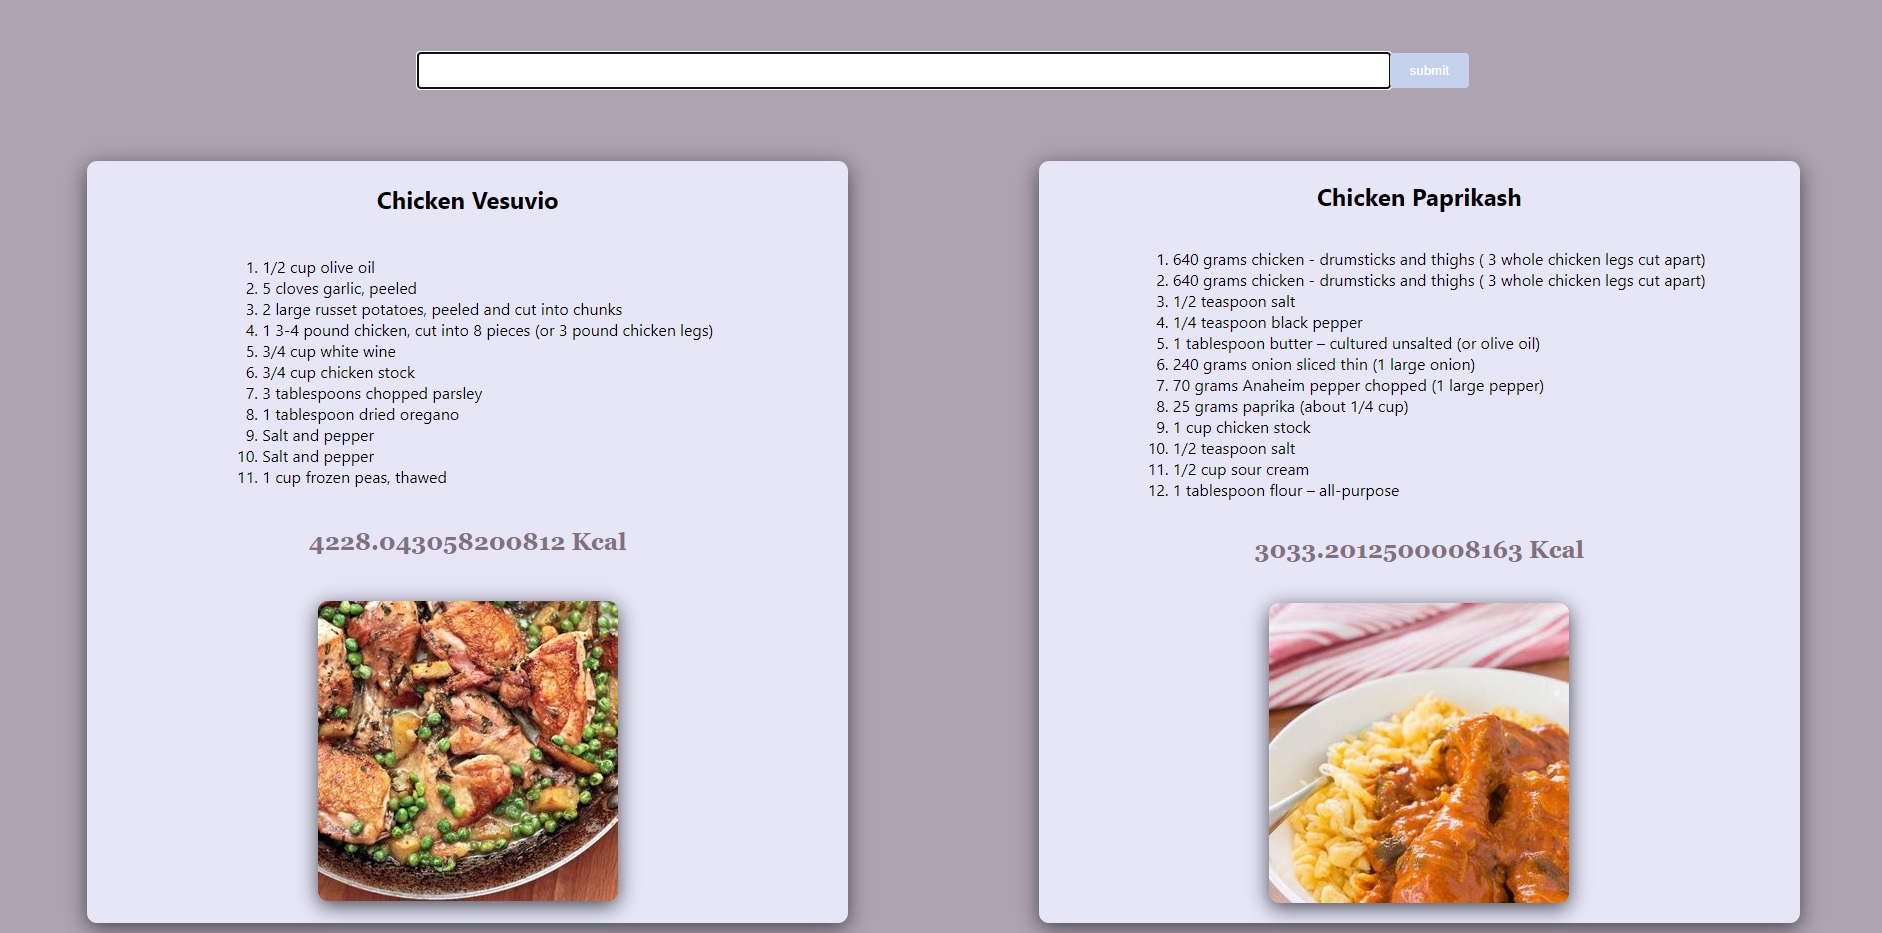 submit
Chicken Vesuvio
1. 1/2 cup olive oil
2. 5 cloves garlic, peeled
3. 2 large russet potatoes, peeled and cut into chunks
4. 1 3-4 pound chicken, cut into 8 pieces (or 3 pound chicken legs)
5. 3/4 cup white wine
6. 3/4 cup chicken stock
7. 3 tablespoons chopped parsley
8. 1 tablespoon dried oregano
9. Salt and pepper
10. Salt and pepper
11. 1 cup frozen peas, thawed
4228.043058200812 Kcal
Chicken Paprikash
1. 640 grams chicken - drumsticks and thighs ( 3 whole chicken legs cut apart)
2. 640 grams chicken - drumsticks and thighs ( 3 whole chicken legs cut apart)
3. 1/2 teaspoon salt
4. 1/4 teaspoon black pepper
5. 1 tablespoon butter – cultured unsalted (or olive oil)
6. 240 grams onion sliced thin (1 large onion)
7. 70 grams Anaheim pepper chopped (1 large pepper)
8. 25 grams paprika (about 1/4 cup)
9. 1 cup chicken stock
10. 1/2 teaspoon salt
11. 1/2 cup sour cream
12. 1 tablespoon flour – all-purpose
3033.2012500008163 Kcal